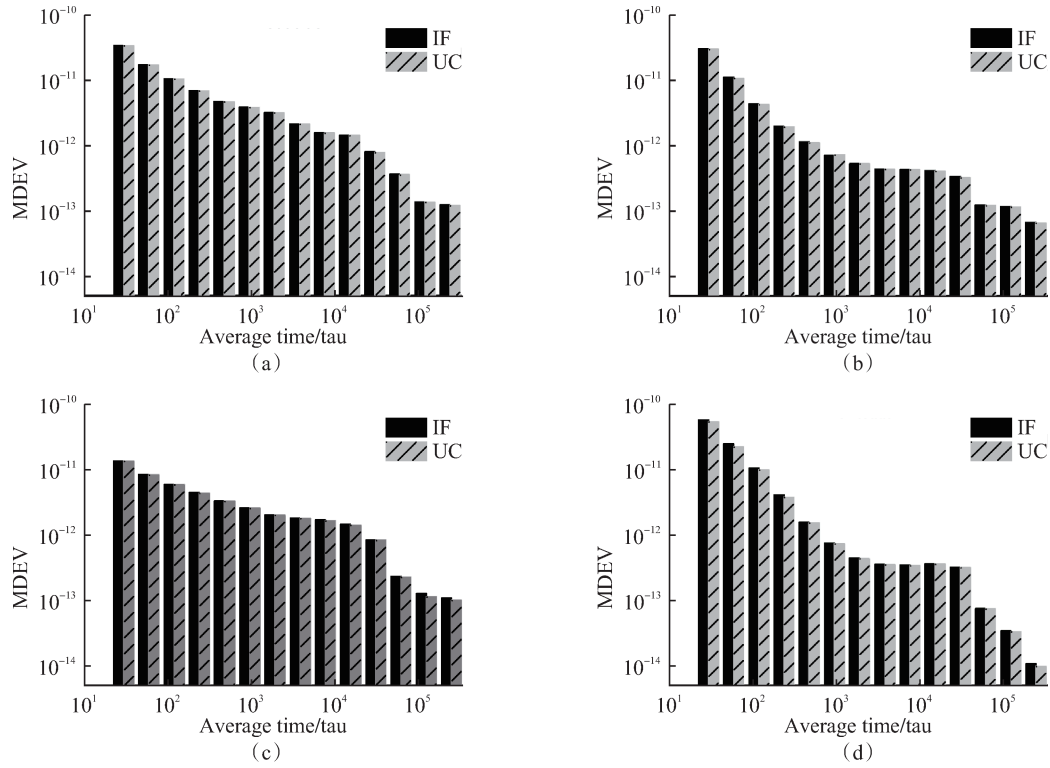 10⁻¹⁰
10⁻¹¹
10⁻¹²
10⁻¹³
10⁻¹⁴
MDEV
IF
UC
10¹ 10² 10³ 10⁴ 10⁵
Average time/tau
(a)
10⁻¹⁰
10⁻¹¹
10⁻¹²
10⁻¹³
10⁻¹⁴
MDEV
IF
UC
10¹ 10² 10³ 10⁴ 10⁵
Average time/tau
(b)
10⁻¹⁰
10⁻¹¹
10⁻¹²
10⁻¹³
10⁻¹⁴
MDEV
IF
UC
10¹ 10² 10³ 10⁴ 10⁵
Average time/tau
(c)
10⁻¹⁰
10⁻¹¹
10⁻¹²
10⁻¹³
10⁻¹⁴
MDEV
IF
UC
10¹ 10² 10³ 10⁴ 10⁵
Average time/tau
(d)